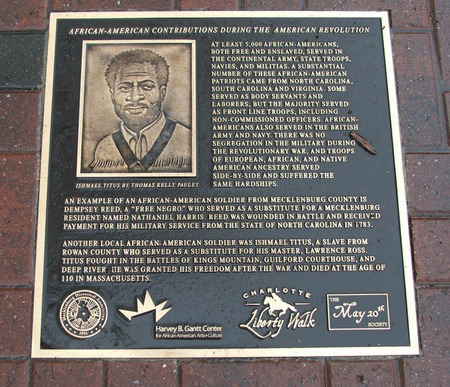 AFRICAN-AMERICAN CONTRIBUTIONS DURING THE AMERICAN REVOLUTION
AT LEAST 5,000 AFRICAN-AMERICANS,
BOTH FREE AND ENSLAVED, SERVED IN
THE CONTINENTAL ARMY, STATE TROOPS,
NAVIES, AND MILITIAS. A SUBSTANTIAL
NUMBER OF THESE AFRICAN-AMERICAN
PATRIOTS CAME FROM NORTH CAROLINA,
SOUTH CAROLINA AND VIRGINIA. SOME
SERVED AS BODY SERVANTS AND
LABORERS, BUT THE MAJORITY SERVED
AS FRONT LINE TROOPS, INCLUDING
NON-COMMISSIONED OFFICERS. AFRICAN-
AMERICANS ALSO SERVED IN THE BRITISH
ARMY AND NAVY. THERE WAS NO
SEGREGATION IN THE MILITARY DURING
THE REVOLUTIONARY WAR, AND TROOPS
OF EUROPEAN, AFRICAN, AND NATIVE
AMERICAN ANCESTRY SERVED
SIDE-BY-SIDE AND SUFFERED THE
SAME HARDSHIPS.
ISHMAEL TITUS BY THOMAS KELLY PAULEY
AN EXAMPLE OF AN AFRICAN-AMERICAN SOLDIER FROM MECKLENBURG COUNTY IS
DEMPSEY REED, A "FREE NEGRO" WHO SERVED AS A SUBSTITUTE FOR A MECKLENBURG
RESIDENT NAMED NATHANIEL HARRIS. REED WAS WOUNDED IN BATTLE AND RECEIVED
PAYMENT FOR HIS MILITARY SERVICE FROM THE STATE OF NORTH CAROLINA IN 1783.
ANOTHER LOCAL AFRICAN-AMERICAN SOLDIER WAS ISHMAEL TITUS, A SLAVE FROM
ROWAN COUNTY WHO SERVED AS A SUBSTITUTE FOR HIS MASTER, LAWRENCE ROSS.
TITUS FOUGHT IN THE BATTLES OF KINGS MOUNTAIN, GUILFORD COURTHOUSE, AND
DEEP RIVER. HE WAS GRANTED HIS FREEDOM AFTER THE WAR AND DIED AT THE AGE OF
110 IN MASSACHUSETTS.
Harvey B. Gantt Center
for African-American Arts + Culture
CHARLOTTE
Liberty Walk
THE
May 20th
SOCIETY